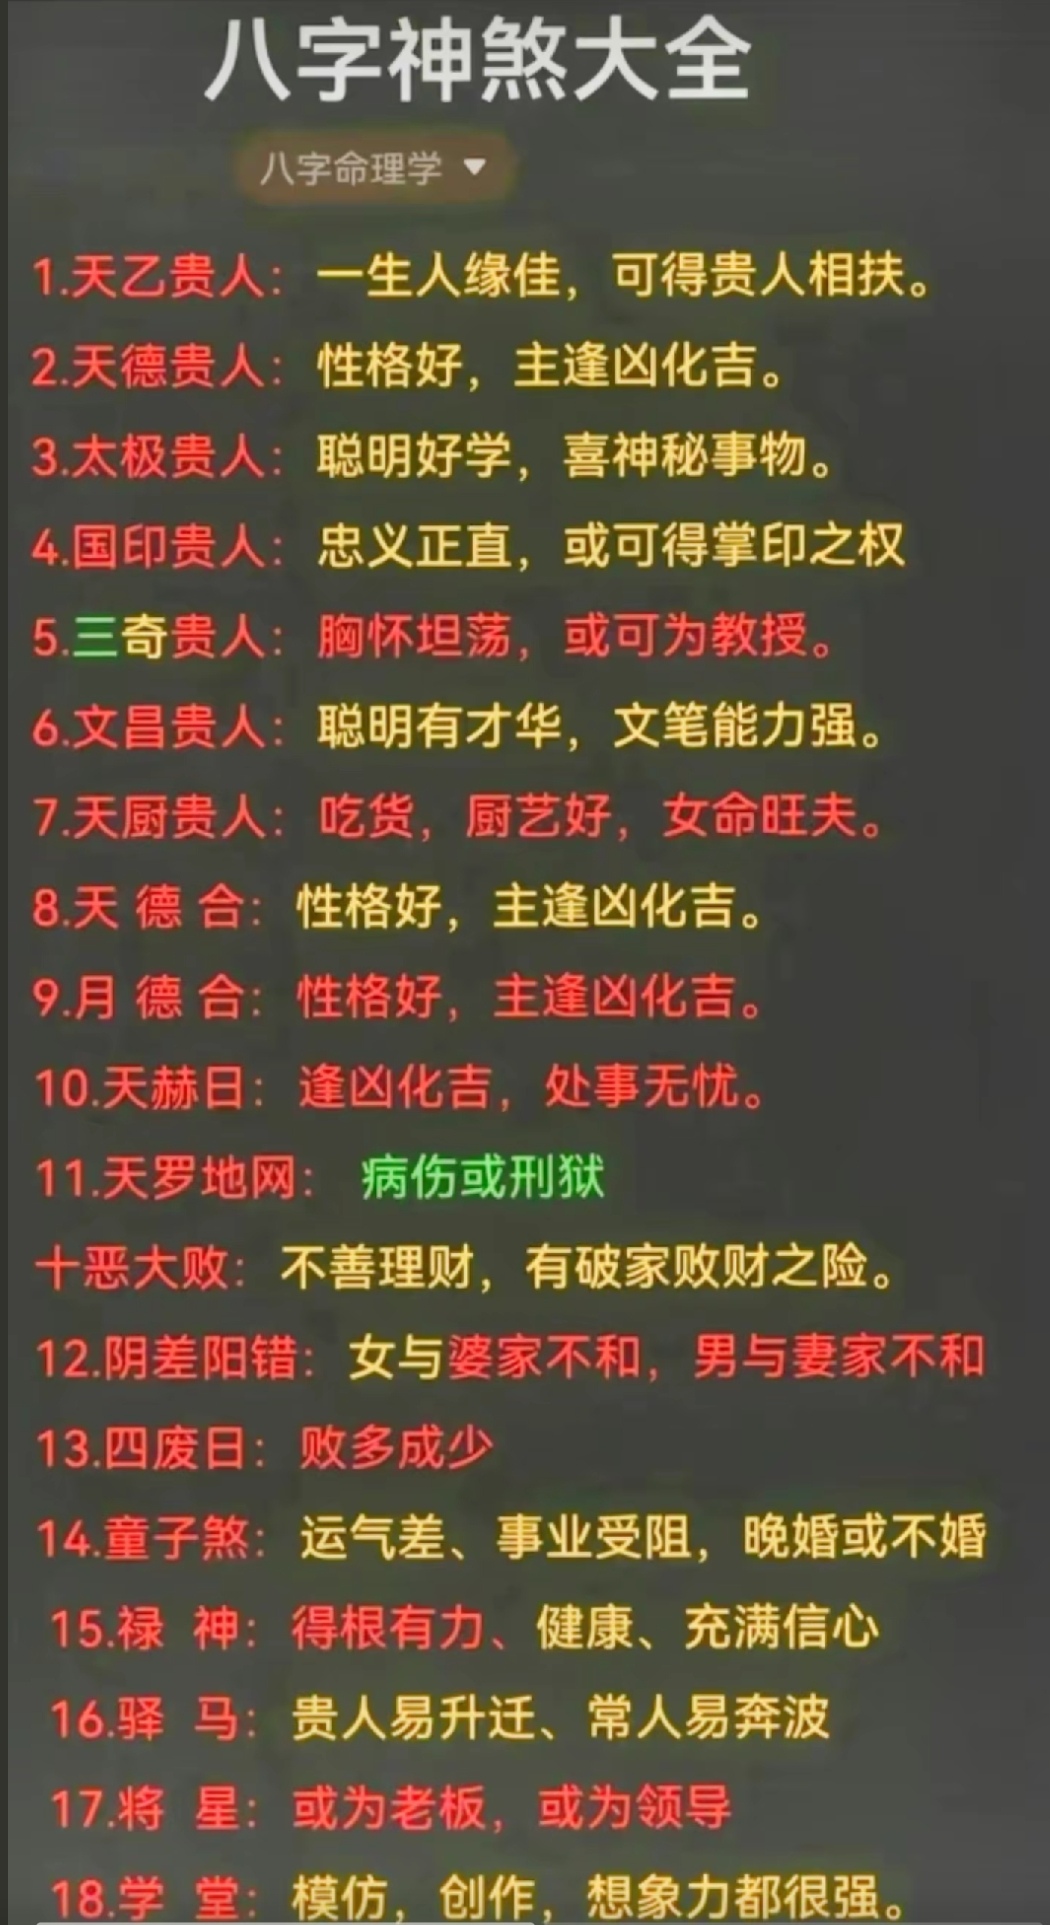 八字神煞大全
八字命理学
1.天乙贵人：一生人缘佳，可得贵人相扶。
2.天德贵人：性格好，主逢凶化吉。
3.太极贵人：聪明好学，喜神秘事物。
4.国印贵人：忠义正直，或可得掌印之权
5.三奇贵人：胸怀坦荡，或可为教授。
6.文昌贵人：聪明有才华，文笔能力强。
7.天厨贵人：吃货，厨艺好，女命旺夫。
8.天 德 合：性格好，主逢凶化吉。
9.月 德 合：性格好，主逢凶化吉。
10.天赫日：逢凶化吉，处事无忧。
11.天罗地网：病伤或刑狱
十恶大败：不善理财，有破家败财之险。
12.阴差阳错：女与婆家不和，男与妻家不和
13.四废日：败多成少
14.童子煞：运气差、事业受阻，晚婚或不婚
15.禄 神：得根有力、健康、充满信心
16.驿 马：贵人易升迁、常人易奔波
17.将 星：或为老板，或为领导
18.学 堂：模仿，创作，想象力都很强。